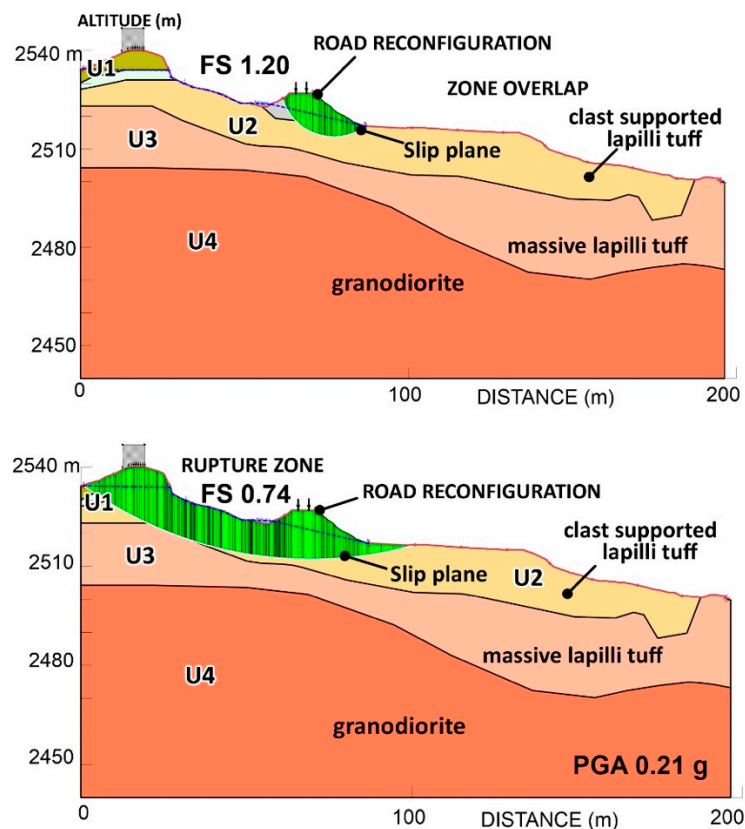 ALTITUDE (m)
2540 m
U1
FS 1.20
ROAD RECONFIGURATION
ZONE OVERLAP
clast supported
lapilli tuff
U2
2510
U3
Slip plane
massive lapilli tuff
2480
U4
granodiorite
2450
0
100
DISTANCE (m)
200
2540 m
RUPTURE ZONE
U1
FS 0.74
ROAD RECONFIGURATION
clast supported
lapilli tuff
2510
U3
Slip plane
U2
massive lapilli tuff
2480
U4
granodiorite
2450
PGA 0.21 g
0
100
DISTANCE (m)
200